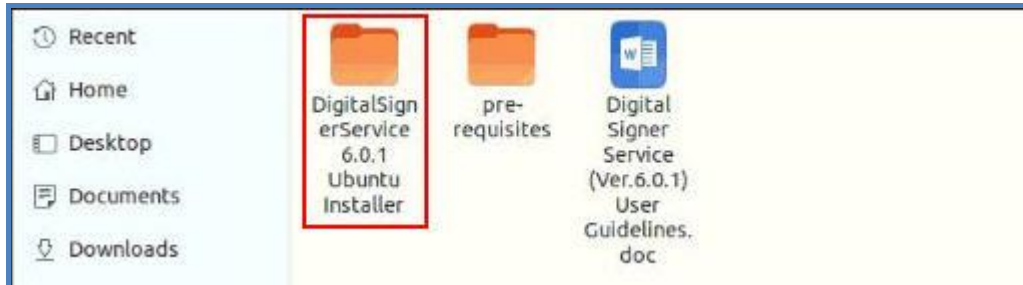 Recent
Home
Desktop
Documents
Downloads
DigitalSign
erService
6.0.1
Ubuntu
Installer
pre-
requisites
W
Digital
Signer
Service
(Ver.6.0.1)
User
Guidelines.
doc